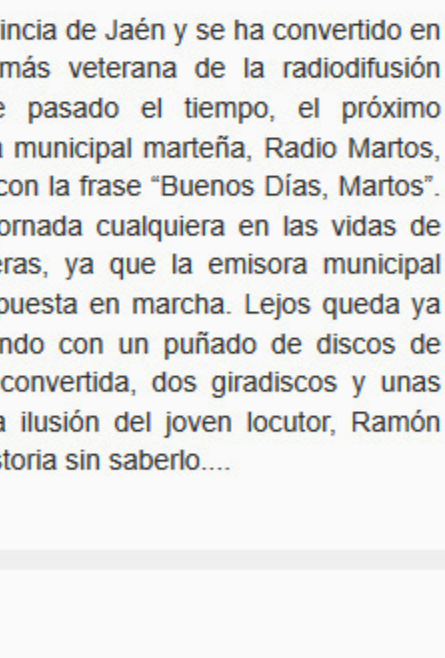 incia de Jaén y se ha convertido en
más veterana de la radiodifusión
e pasado el tiempo, el próximo
municipal marteña, Radio Martos,
con la frase “Buenos Días, Martos”.
ornada cualquiera en las vidas de
eras, ya que la emisora municipal
puesta en marcha. Lejos queda ya
ndo con un puñado de discos de
convertida, dos giradiscos y unas
a ilusión del joven locutor, Ramón
storia sin saberlo....